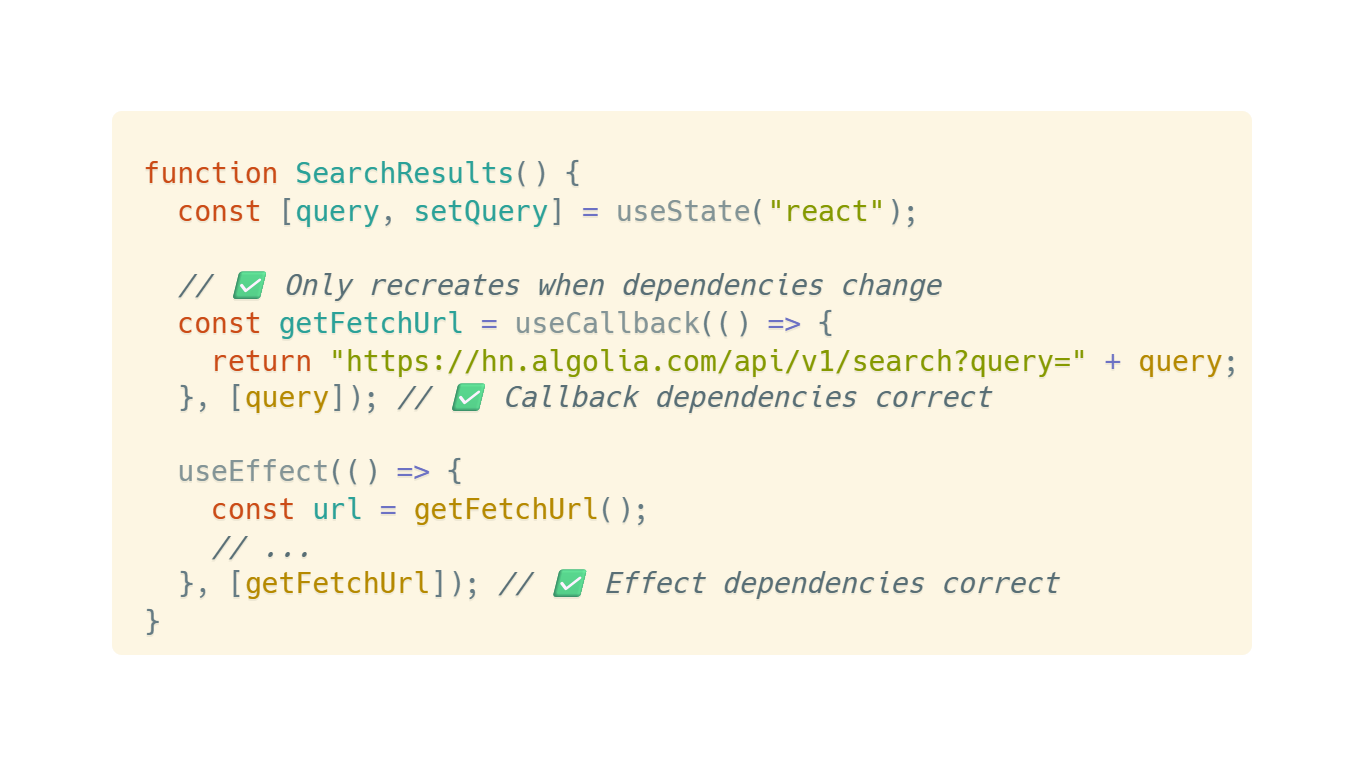 function SearchResults() {
  const [query, setQuery] = useState("react");

  // ✅ Only recreates when dependencies change
  const getFetchUrl = useCallback(() => {
    return "https://hn.algolia.com/api/v1/search?query=" + query;
  }, [query]); // ✅ Callback dependencies correct

  useEffect(() => {
    const url = getFetchUrl();
    // ...
  }, [getFetchUrl]); // ✅ Effect dependencies correct
}